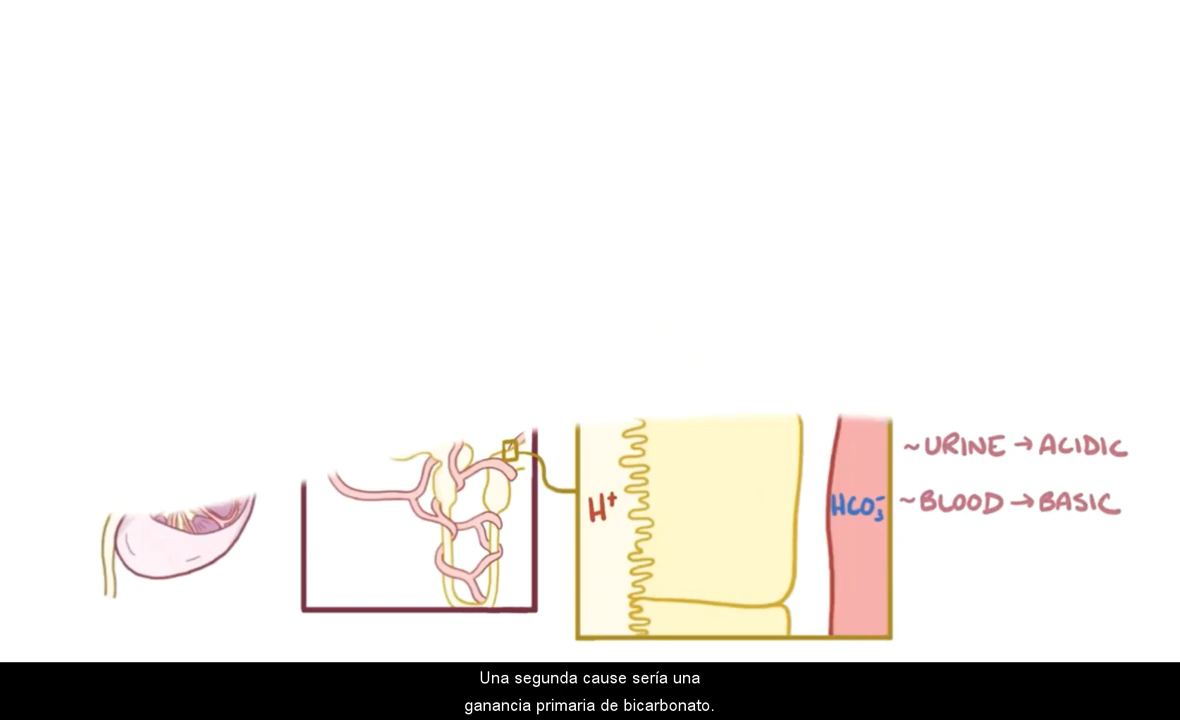 ~URINE → ACIDIC
H⁺
HCO₃⁻
~BLOOD → BASIC
Una segunda cause sería una
ganancia primaria de bicarbonato.